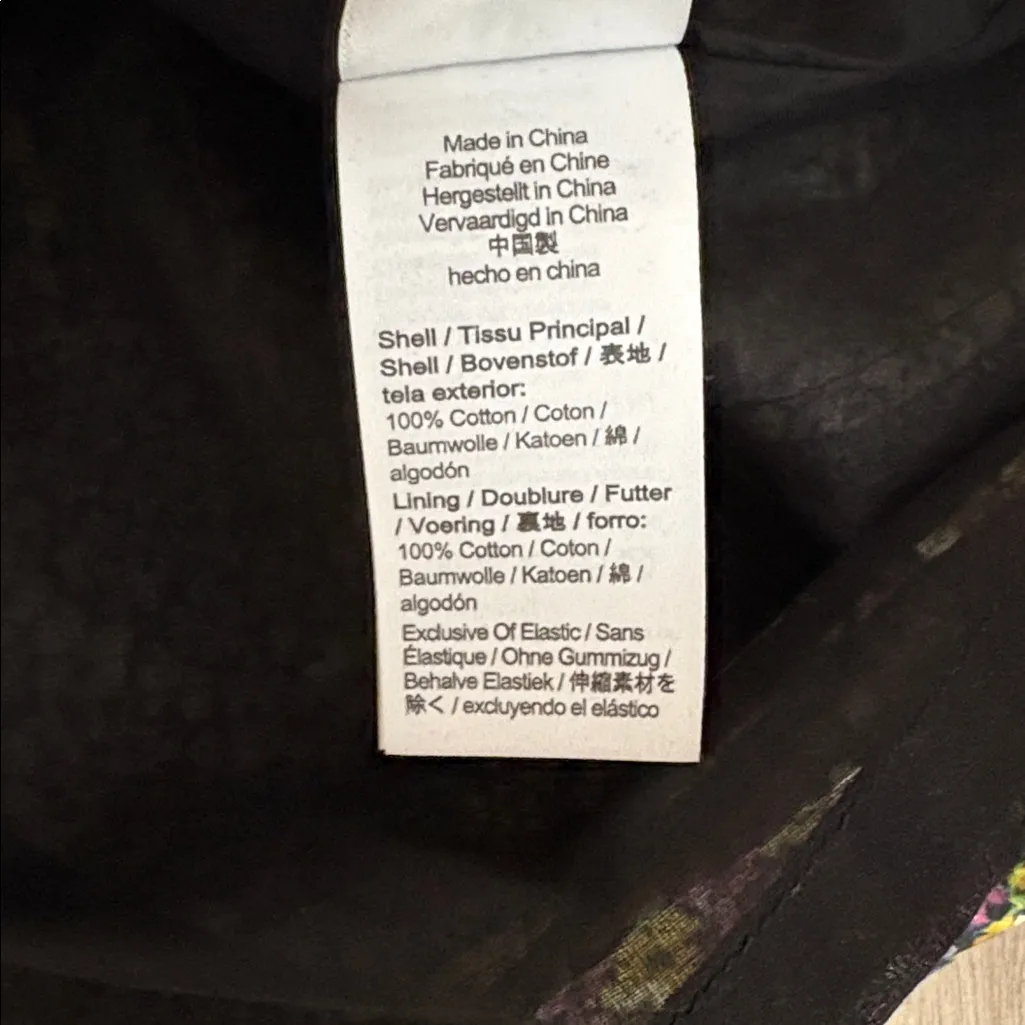 Made in China
Fabriqué en Chine
Hergestellt in China
Vervaardigd in China
中国製
hecho en china
Shell / Tissu Principal /
Shell / Bovenstof / 表地 /
tela exterior:
100% Cotton / Coton /
Baumwolle / Katoen / 綿 /
algodón
Lining / Doublure / Futter
/ Voering / 裏地 / forro:
100% Cotton / Coton /
Baumwolle / Katoen / 綿 /
algodón
Exclusive Of Elastic / Sans
Élastique / Ohne Gummizug /
Behalve Elastiek / 伸縮素材を
除く / excluyendo el elástico